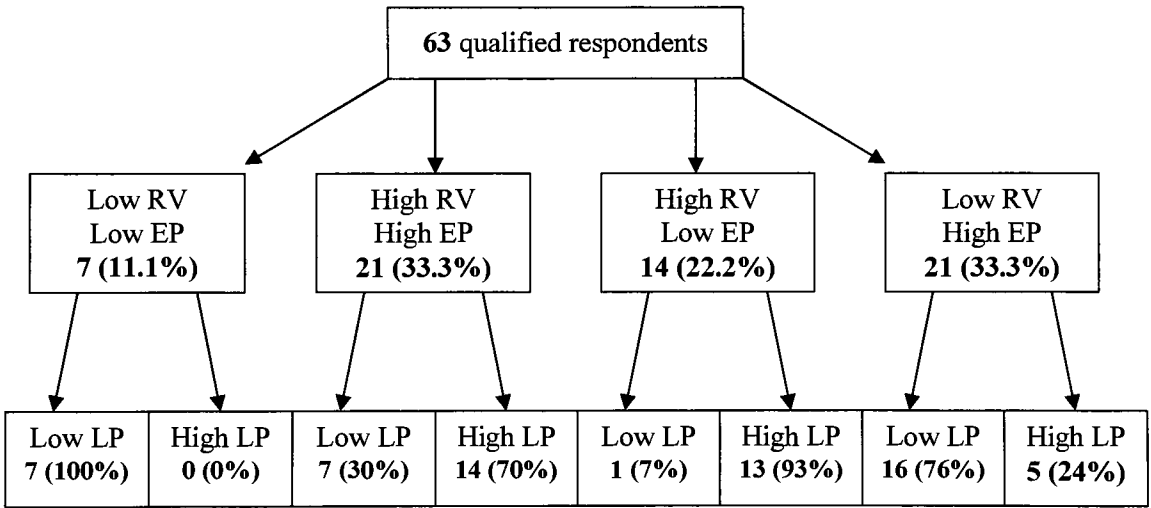 63 qualified respondents
Low RV
Low EP
7 (11.1%)
High RV
High EP
21 (33.3%)
High RV
Low EP
14 (22.2%)
Low RV
High EP
21 (33.3%)
Low LP
7 (100%)
High LP
0 (0%)
Low LP
7 (30%)
High LP
14 (70%)
Low LP
1 (7%)
High LP
13 (93%)
Low LP
16 (76%)
High LP
5 (24%)